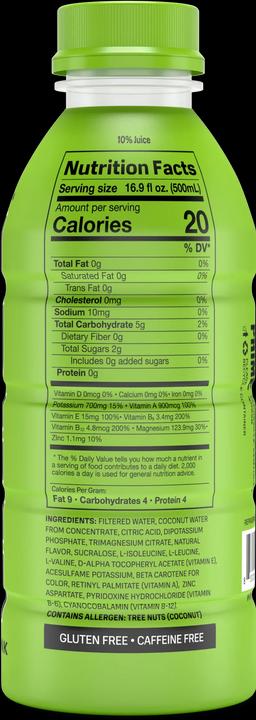 10% Juice
Nutrition Facts
Serving size 16.9 fl oz. (500mL)
Amount per serving
Calories 20
% DV*
Total Fat 0g 0%
Saturated Fat 0g 0%
Trans Fat 0g
Cholesterol 0mg 0%
Sodium 10mg 0%
Total Carbohydrate 5g 2%
Dietary Fiber 0g 0%
Total Sugars 2g
Includes 0g added sugars 0%
Protein 0g
Vitamin D 0mcg 0% • Calcium 0mg 0% • Iron 0mg 0%
Potassium 700mg 15% • Vitamin A 900mcg 100%
Vitamin E 15mg 100% • Vitamin B₆ 3.4mg 200%
Vitamin B₁₂ 4.8mcg 200% • Magnesium 123.9mg 30%•
Zinc 1.1mg 10%
* The % Daily Value tells you how much a nutrient in
a serving of food contributes to a daily diet. 2,000
calories a day is used for general nutrition advice.
Calories Per Gram:
Fat 9 • Carbohydrates 4 • Protein 4
INGREDIENTS: FILTERED WATER, COCONUT WATER
FROM CONCENTRATE, CITRIC ACID, DIPOTASSIUM
PHOSPHATE, TRIMAGNESIUM CITRATE, NATURAL
FLAVOR, SUCRALOSE, L-ISOLEUCINE, L-LEUCINE,
L-VALINE, D-ALPHA TOCOPHERYL ACETATE (VITAMIN E),
ACESULFAME POTASSIUM, BETA CAROTENE FOR
COLOR, RETINYL PALMITATE (VITAMIN A), ZINC
ASPARTATE, PYRIDOXINE HYDROCHLORIDE (VITAMIN
B-6), CYANOCOBALAMIN (VITAMIN B-12).
CONTAINS ALLERGEN: TREE NUTS (COCONUT)
GLUTEN FREE • CAFFEINE FREE